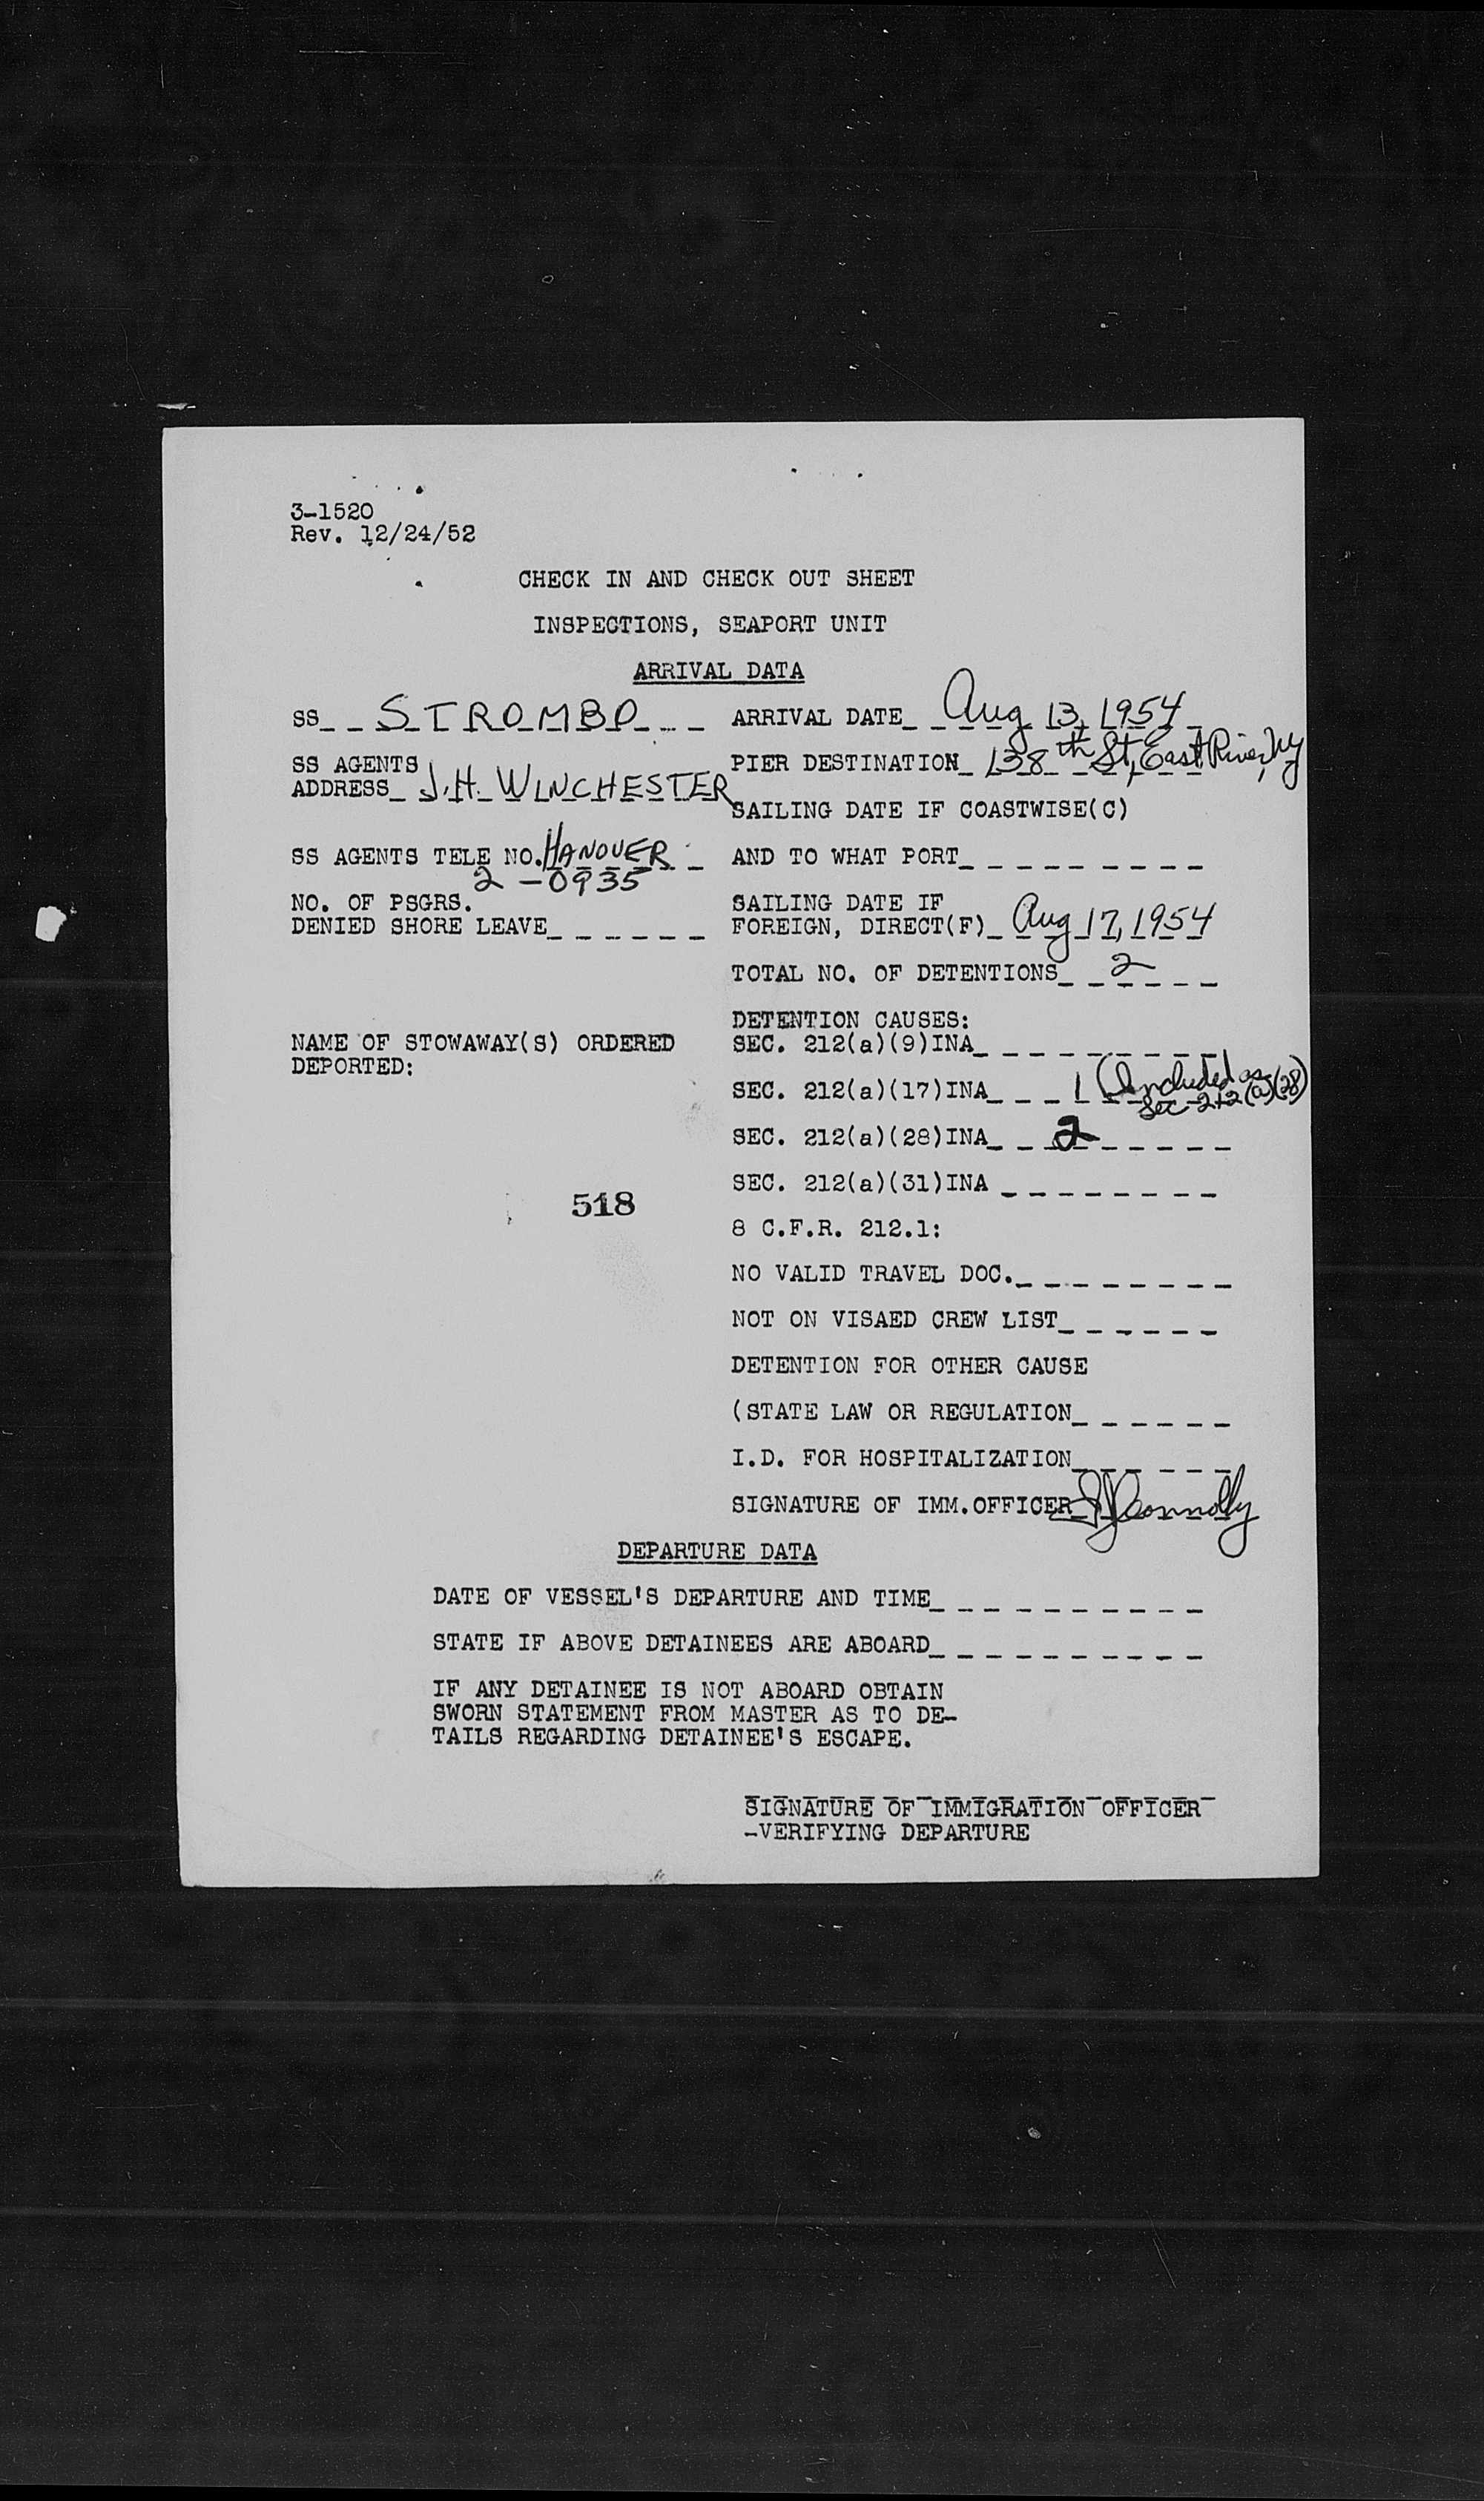 3-1520
Rev. 12/24/52
CHECK IN AND CHECK OUT SHEET
INSPECTIONS, SEAPORT UNIT
ARRIVAL DATA
SS STROMBO
ARRIVAL DATE Aug 13, 1954
SS AGENTS
ADDRESS J.H. WINCHESTER
PIER DESTINATION 138th St, East River, NY
SAILING DATE IF COASTWISE(C)
SS AGENTS TELE NO. HANOVER
2-0935
AND TO WHAT PORT
NO. OF PSGRS.
DENIED SHORE LEAVE
SAILING DATE IF
FOREIGN, DIRECT(F) Aug 17, 1954
TOTAL NO. OF DETENTIONS 2
NAME OF STOWAWAY(S) ORDERED
DEPORTED:
DETENTION CAUSES:
SEC. 212(a)(9)INA
SEC. 212(a)(17)INA 1 (Included as
Sec 212(a)(28)
SEC. 212(a)(28)INA 2
SEC. 212(a)(31)INA
518
8 C.F.R. 212.1:
NO VALID TRAVEL DOC.
NOT ON VISAED CREW LIST
DETENTION FOR OTHER CAUSE
(STATE LAW OR REGULATION
I.D. FOR HOSPITALIZATION
SIGNATURE OF IMM.OFFICER Connolly
DEPARTURE DATA
DATE OF VESSEL'S DEPARTURE AND TIME
STATE IF ABOVE DETAINEES ARE ABOARD
IF ANY DETAINEE IS NOT ABOARD OBTAIN
SWORN STATEMENT FROM MASTER AS TO DE-
TAILS REGARDING DETAINEE'S ESCAPE.
SIGNATURE OF IMMIGRATION OFFICER
-VERIFYING DEPARTURE